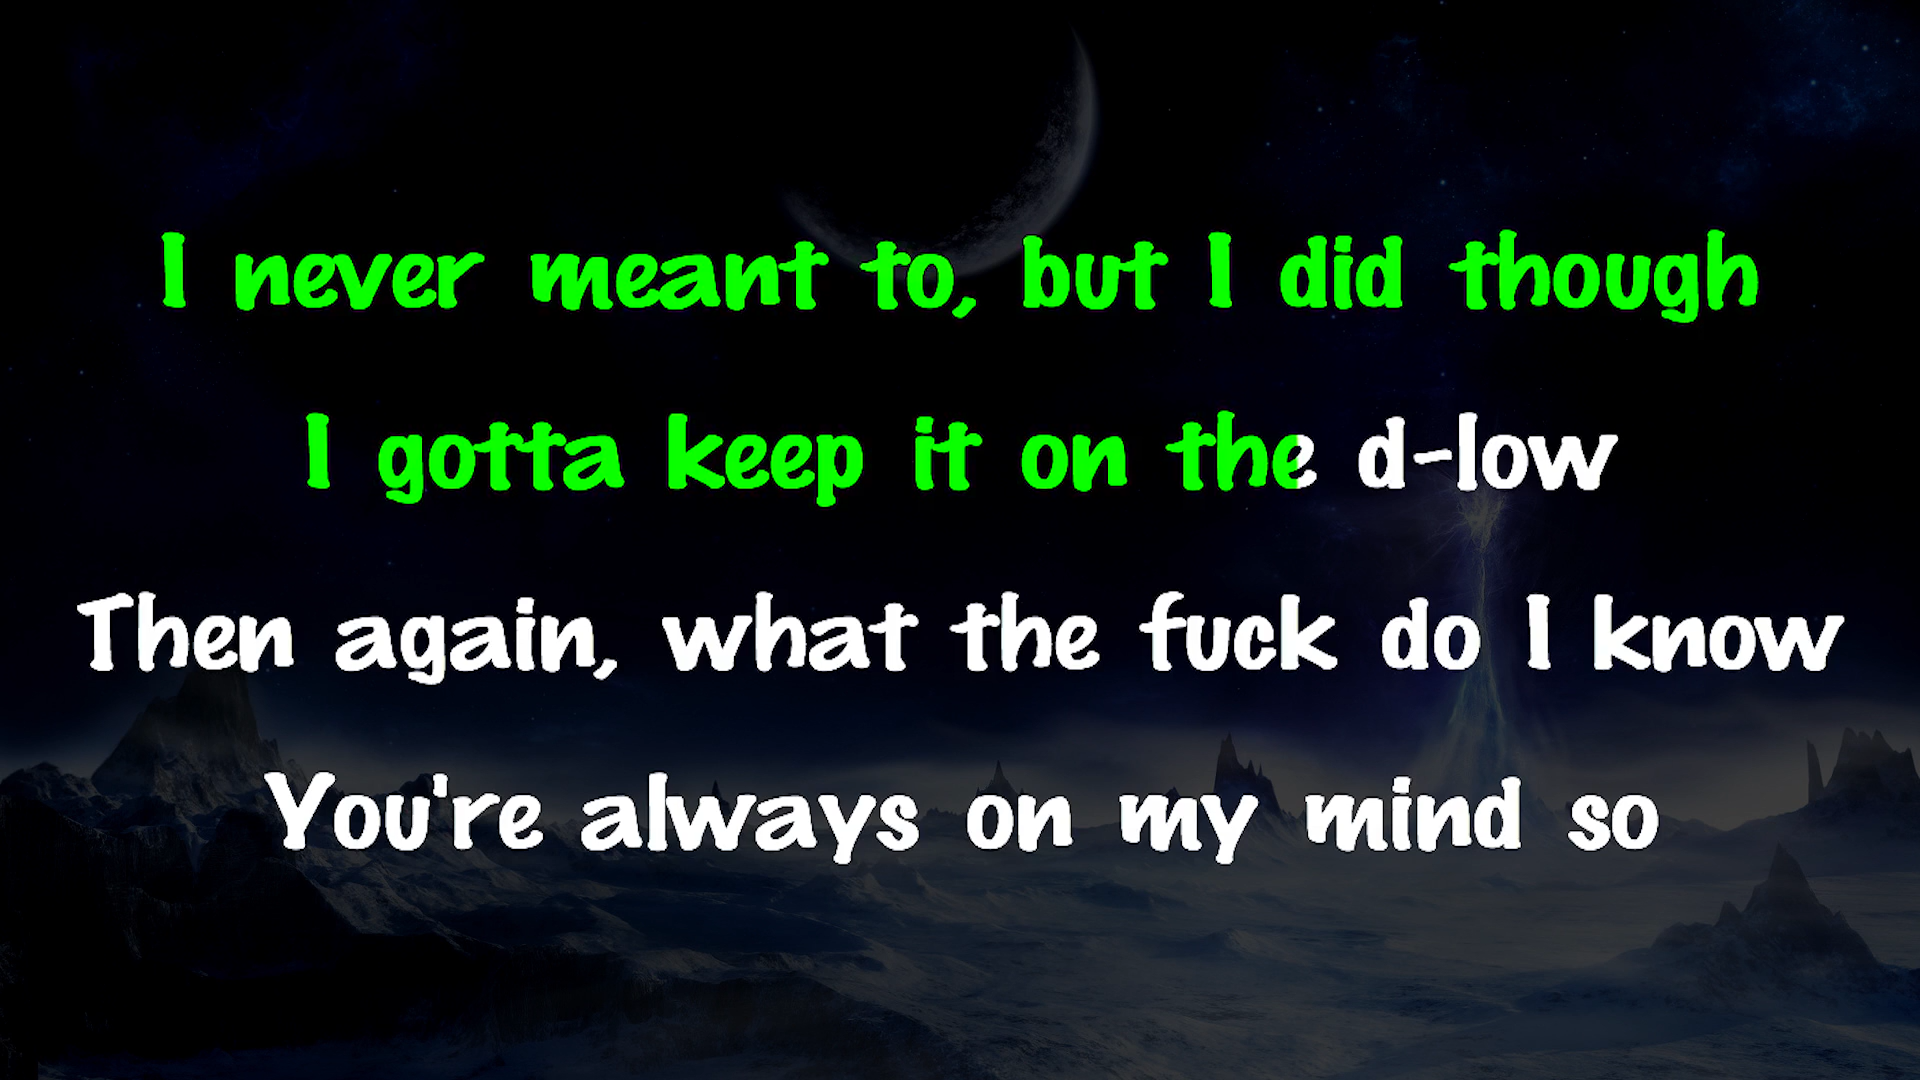 I never meant to, but I did though
I gotta keep it on the d-low
Then again, what the fuck do I know
You're always on my mind so